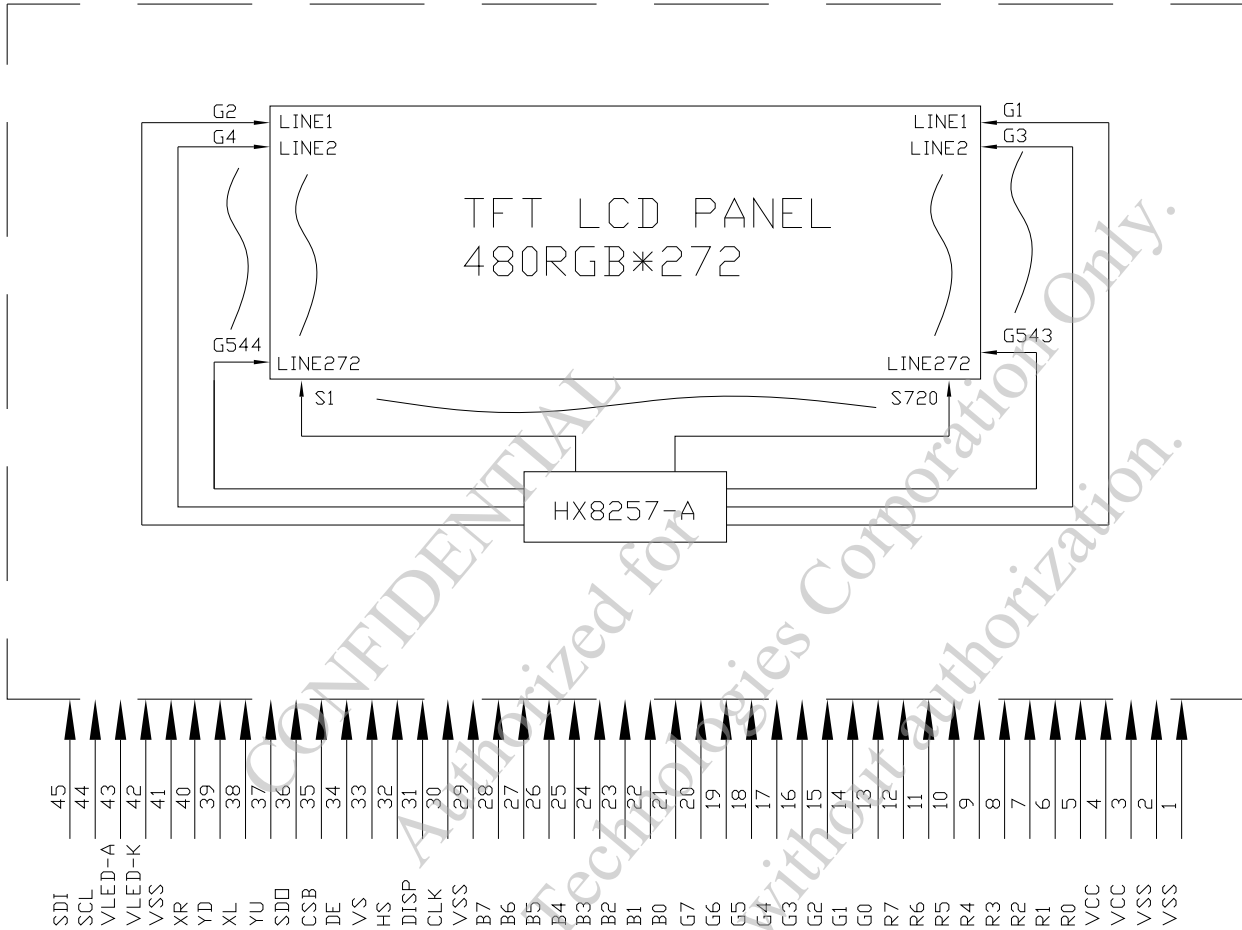 G2
G1
LINE1
LINE1
G4
G3
LINE2
LINE2
TFT LCD PANEL
480RGB*272
G544
G543
LINE272
LINE272
S1
S720
HX8257-A
CONFIDENTIAL
Authorized for
Technologies Corporation Only.
without authorization.
45 44 43 42 41 40 39 38 37 36 35 34 33 32 31 30 29 28 27 26 25 24 23 22 21 20 19 18 17 16 15 14 13 12 11 10 9 8 7 6 5 4 3 2 1
SDI
SCL
VLED-A
VLED-K
VSS
XR
YD
XL
YU
SDO
CSB
DE
VS
HS
DISP
CLK
VSS
B7
B6
B5
B4
B3
B2
B1
B0
G7
G6
G5
G4
G3
G2
G1
G0
R7
R6
R5
R4
R3
R2
R1
R0
VCC
VCC
VSS
VSS